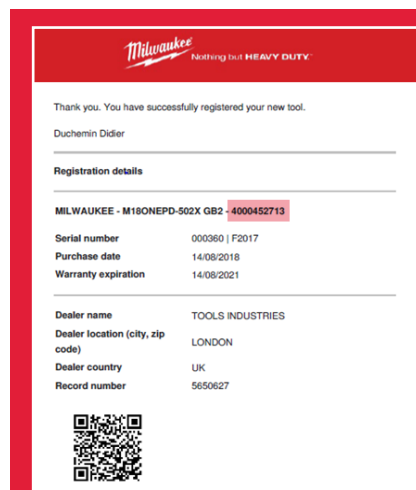 Milwaukee Nothing but HEAVY DUTY.™
Thank you. You have successfully registered your new tool.
Duchemin Didier
Registration details
MILWAUKEE - M18ONEPD-502X GB2 - 4000452713
Serial number 000360 | F2017
Purchase date 14/08/2018
Warranty expiration 14/08/2021
Dealer name TOOLS INDUSTRIES
Dealer location (city, zip
code) LONDON
Dealer country UK
Record number 5650627